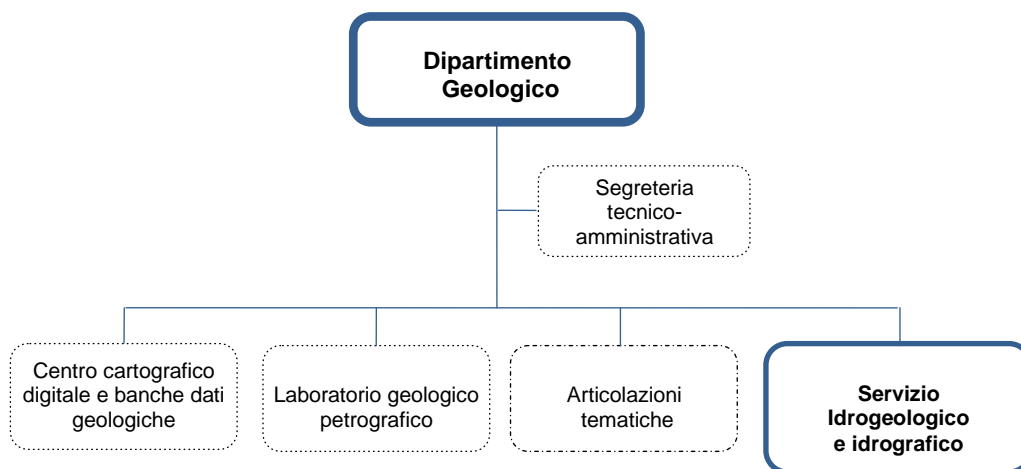 Dipartimento
Geologico
Segreteria
tecnico-
amministrativa
Centro cartografico
digitale e banche dati
geologiche
Laboratorio geologico
petrografico
Articolazioni
tematiche
Servizio
Idrogeologico
e idrografico